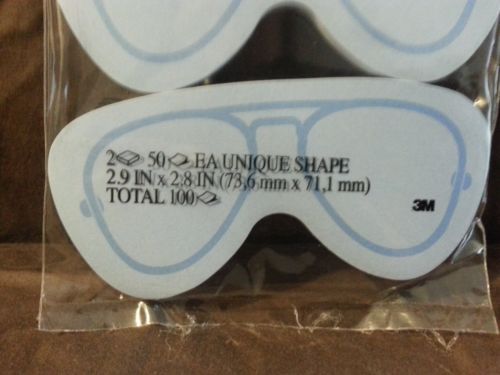 2 50 EA UNIQUE SHAPE
2.9 IN x 2.8 IN (73,6 mm x 71,1 mm)
TOTAL 100
3M